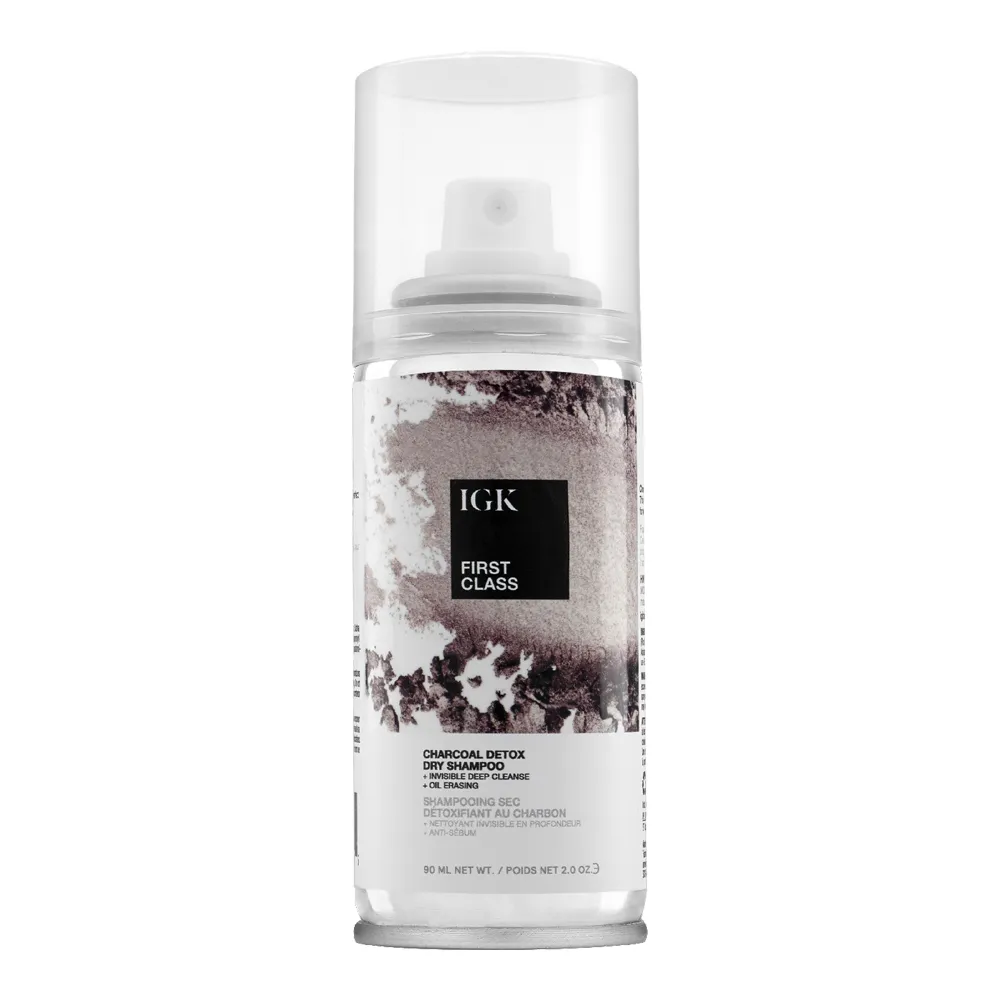 IGK
FIRST
CLASS
CHARCOAL DETOX
DRY SHAMPOO
+ INVISIBLE DEEP CLEANSE
+ OIL ERASING
SHAMPOOING SEC
DÉTOXIFIANT AU CHARBON
+ NETTOYANT INVISIBLE EN PROFONDEUR
+ ANTI-SÉBUM
90 ML NET WT. / POIDS NET 2.0 OZ.